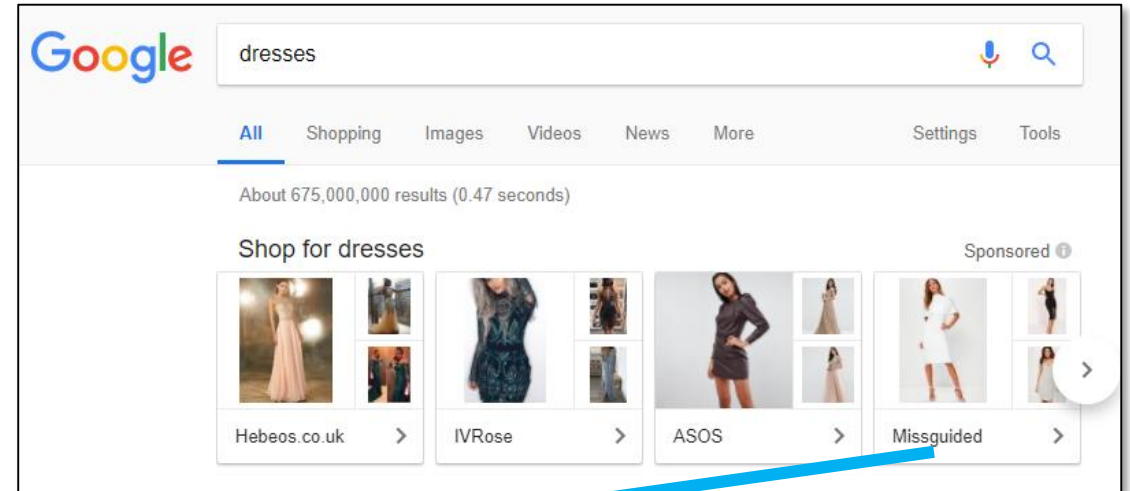 Google dresses
All Shopping Images Videos News More Settings Tools
About 675,000,000 results (0.47 seconds)
Shop for dresses Sponsored
Hebeos.co.uk IVRose ASOS Missguided